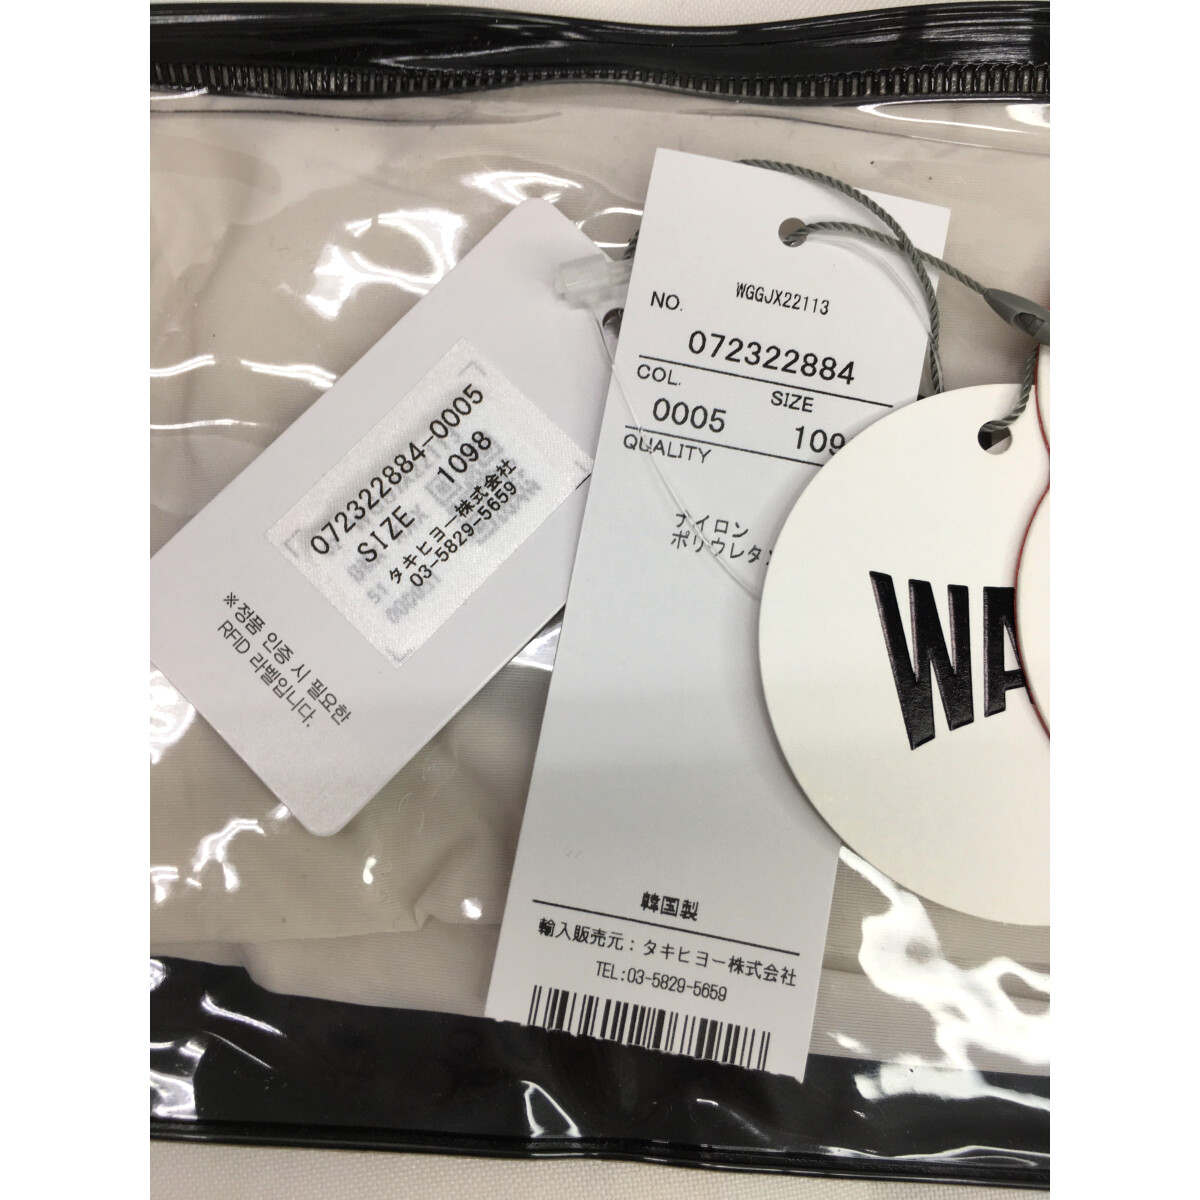 072322884-0005
SIZE 1098
タキヒヨー株式会社
03-5829-5659
※정품 인증 시 필요한
RFID 라벨입니다.
WGGJX22113
NO.
072322884
COL.
SIZE
0005
109
QUALITY
ナイロン
ポリウレタン
韓国製
輸入販売元：タキヒヨー株式会社
TEL:03-5829-5659
WA